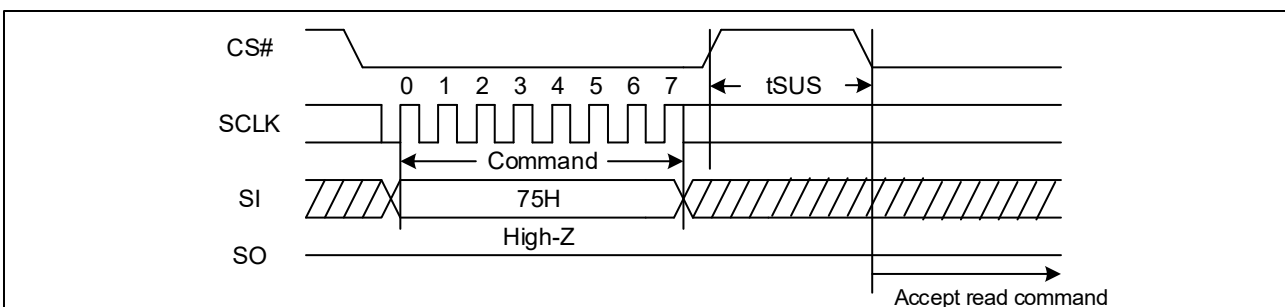 CS#
0 1 2 3 4 5 6 7 tSUS
SCLK
Command
SI 75H
High-Z
SO
Accept read command